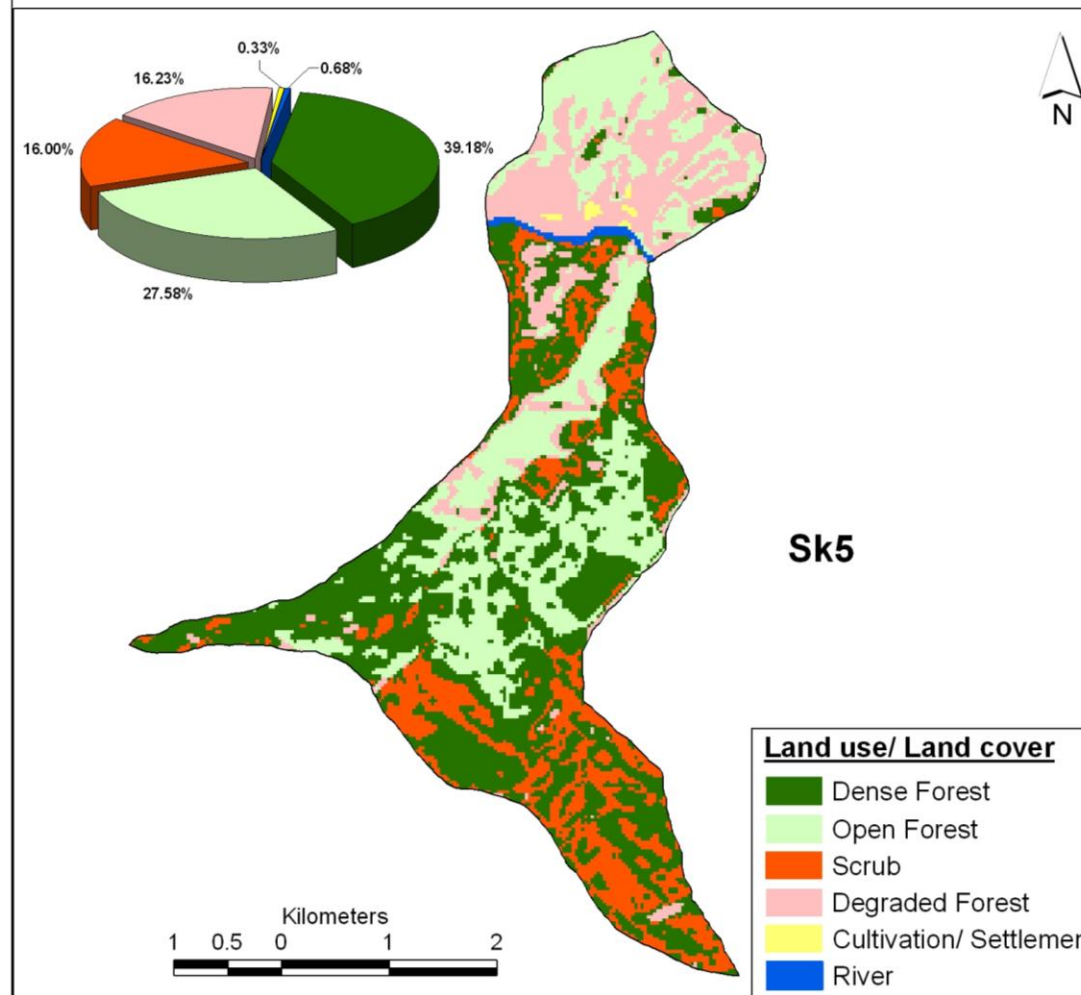 0.33%
0.68%
16.23%
16.00%
39.18%
27.58%
N
Sk5
Land use/ Land cover
Dense Forest
Open Forest
Scrub
Degraded Forest
Cultivation/ Settlemen
River
Kilometers
1 0.5 0 1 2